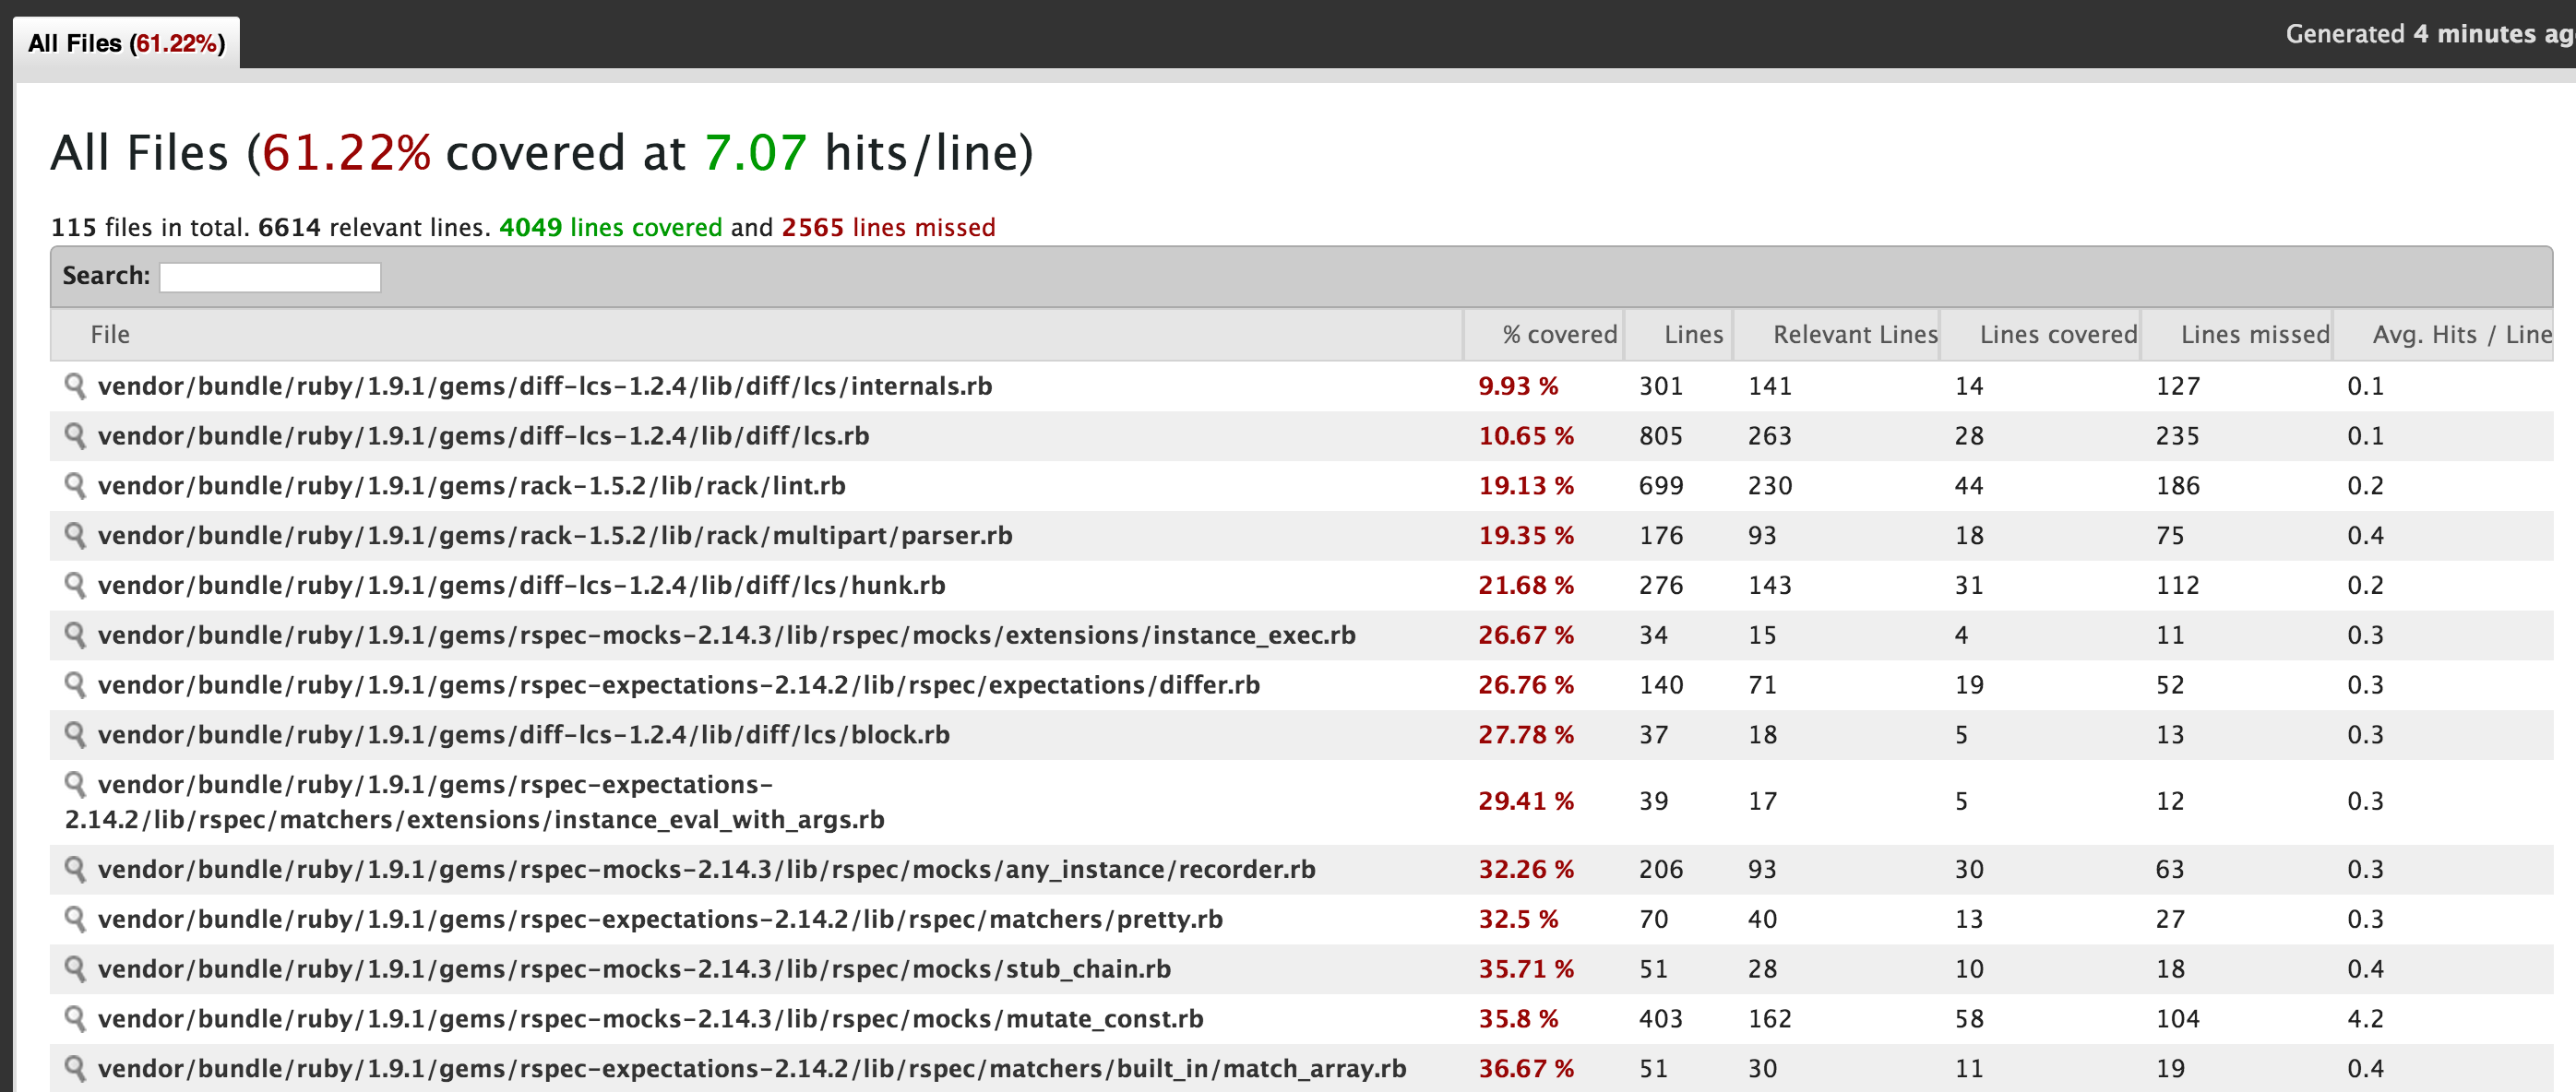 All Files (61.22%)
Generated 4 minutes ag
All Files (61.22% covered at 7.07 hits/line)
115 files in total. 6614 relevant lines. 4049 lines covered and 2565 lines missed
Search:
File % covered Lines Relevant Lines Lines covered Lines missed Avg. Hits / Line
vendor/bundle/ruby/1.9.1/gems/diff-lcs-1.2.4/lib/diff/lcs/internals.rb 9.93 % 301 141 14 127 0.1
vendor/bundle/ruby/1.9.1/gems/diff-lcs-1.2.4/lib/diff/lcs.rb 10.65 % 805 263 28 235 0.1
vendor/bundle/ruby/1.9.1/gems/rack-1.5.2/lib/rack/lint.rb 19.13 % 699 230 44 186 0.2
vendor/bundle/ruby/1.9.1/gems/rack-1.5.2/lib/rack/multipart/parser.rb 19.35 % 176 93 18 75 0.4
vendor/bundle/ruby/1.9.1/gems/diff-lcs-1.2.4/lib/diff/lcs/hunk.rb 21.68 % 276 143 31 112 0.2
vendor/bundle/ruby/1.9.1/gems/rspec-mocks-2.14.3/lib/rspec/mocks/extensions/instance_exec.rb 26.67 % 34 15 4 11 0.3
vendor/bundle/ruby/1.9.1/gems/rspec-expectations-2.14.2/lib/rspec/expectations/differ.rb 26.76 % 140 71 19 52 0.3
vendor/bundle/ruby/1.9.1/gems/diff-lcs-1.2.4/lib/diff/lcs/block.rb 27.78 % 37 18 5 13 0.3
vendor/bundle/ruby/1.9.1/gems/rspec-expectations-
2.14.2/lib/rspec/matchers/extensions/instance_eval_with_args.rb 29.41 % 39 17 5 12 0.3
vendor/bundle/ruby/1.9.1/gems/rspec-mocks-2.14.3/lib/rspec/mocks/any_instance/recorder.rb 32.26 % 206 93 30 63 0.3
vendor/bundle/ruby/1.9.1/gems/rspec-expectations-2.14.2/lib/rspec/matchers/pretty.rb 32.5 % 70 40 13 27 0.3
vendor/bundle/ruby/1.9.1/gems/rspec-mocks-2.14.3/lib/rspec/mocks/stub_chain.rb 35.71 % 51 28 10 18 0.4
vendor/bundle/ruby/1.9.1/gems/rspec-mocks-2.14.3/lib/rspec/mocks/mutate_const.rb 35.8 % 403 162 58 104 4.2
vendor/bundle/ruby/1.9.1/gems/rspec-expectations-2.14.2/lib/rspec/matchers/built_in/match_array.rb 36.67 % 51 30 11 19 0.4